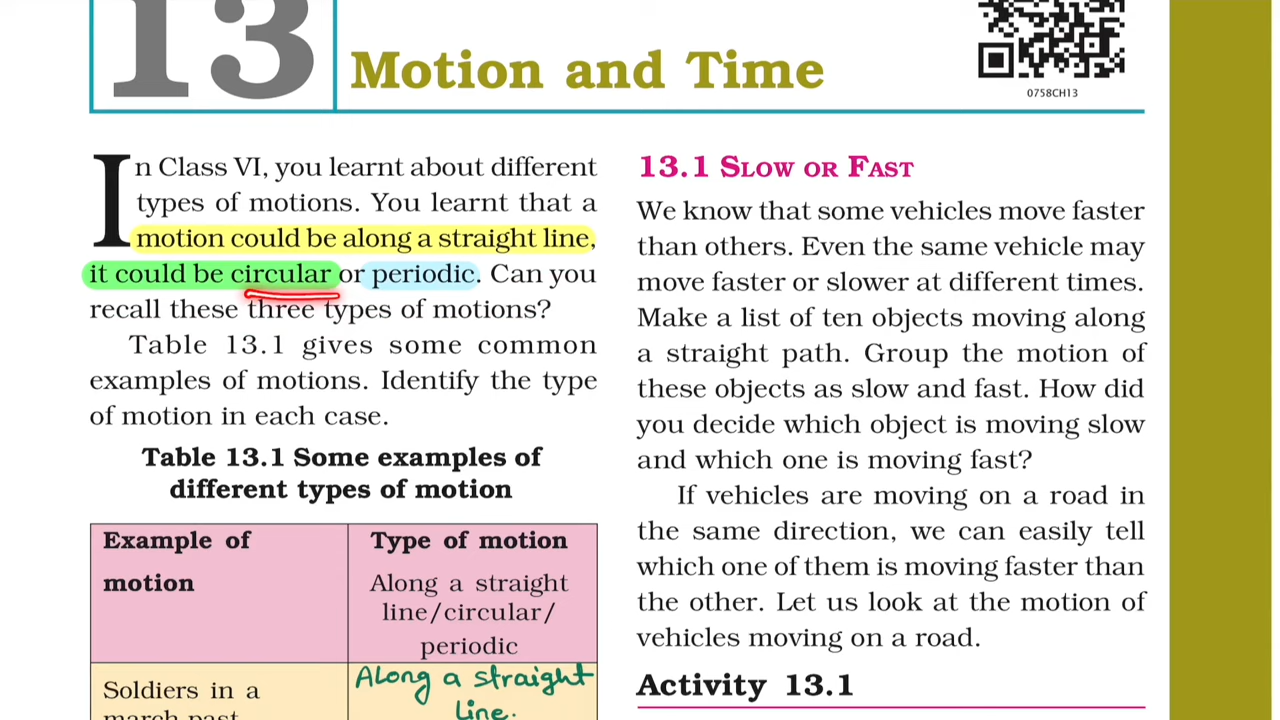 13
Motion and Time
0758CH13
In Class VI, you learnt about different
types of motions. You learnt that a
motion could be along a straight line,
it could be circular or periodic. Can you
recall these three types of motions?
Table 13.1 gives some common
examples of motions. Identify the type
of motion in each case.
Table 13.1 Some examples of
different types of motion
Example of
motion
Type of motion
Along a straight
line/circular/
periodic
Soldiers in a
march past
Along a straight
line.
13.1 SLOW OR FAST
We know that some vehicles move faster
than others. Even the same vehicle may
move faster or slower at different times.
Make a list of ten objects moving along
a straight path. Group the motion of
these objects as slow and fast. How did
you decide which object is moving slow
and which one is moving fast?
If vehicles are moving on a road in
the same direction, we can easily tell
which one of them is moving faster than
the other. Let us look at the motion of
vehicles moving on a road.
Activity 13.1